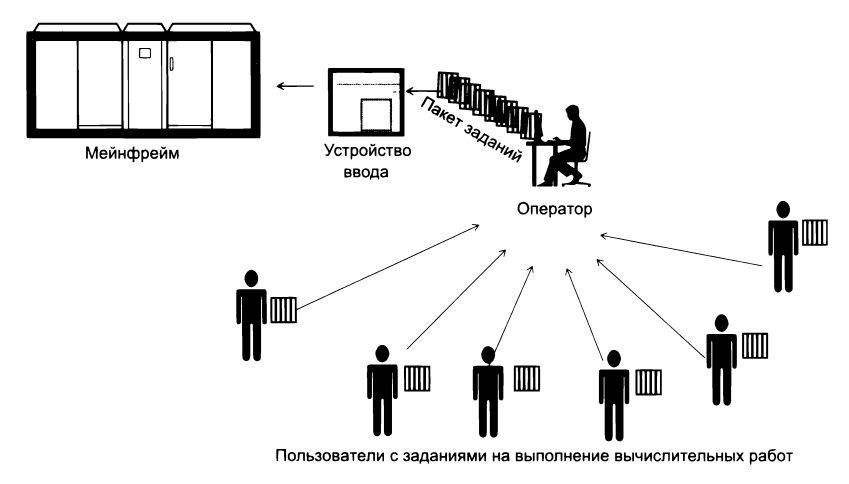 Пакет заданий
Мейнфрейм
Устройство
ввода
Оператор
Пользователи с заданиями на выполнение вычислительных работ